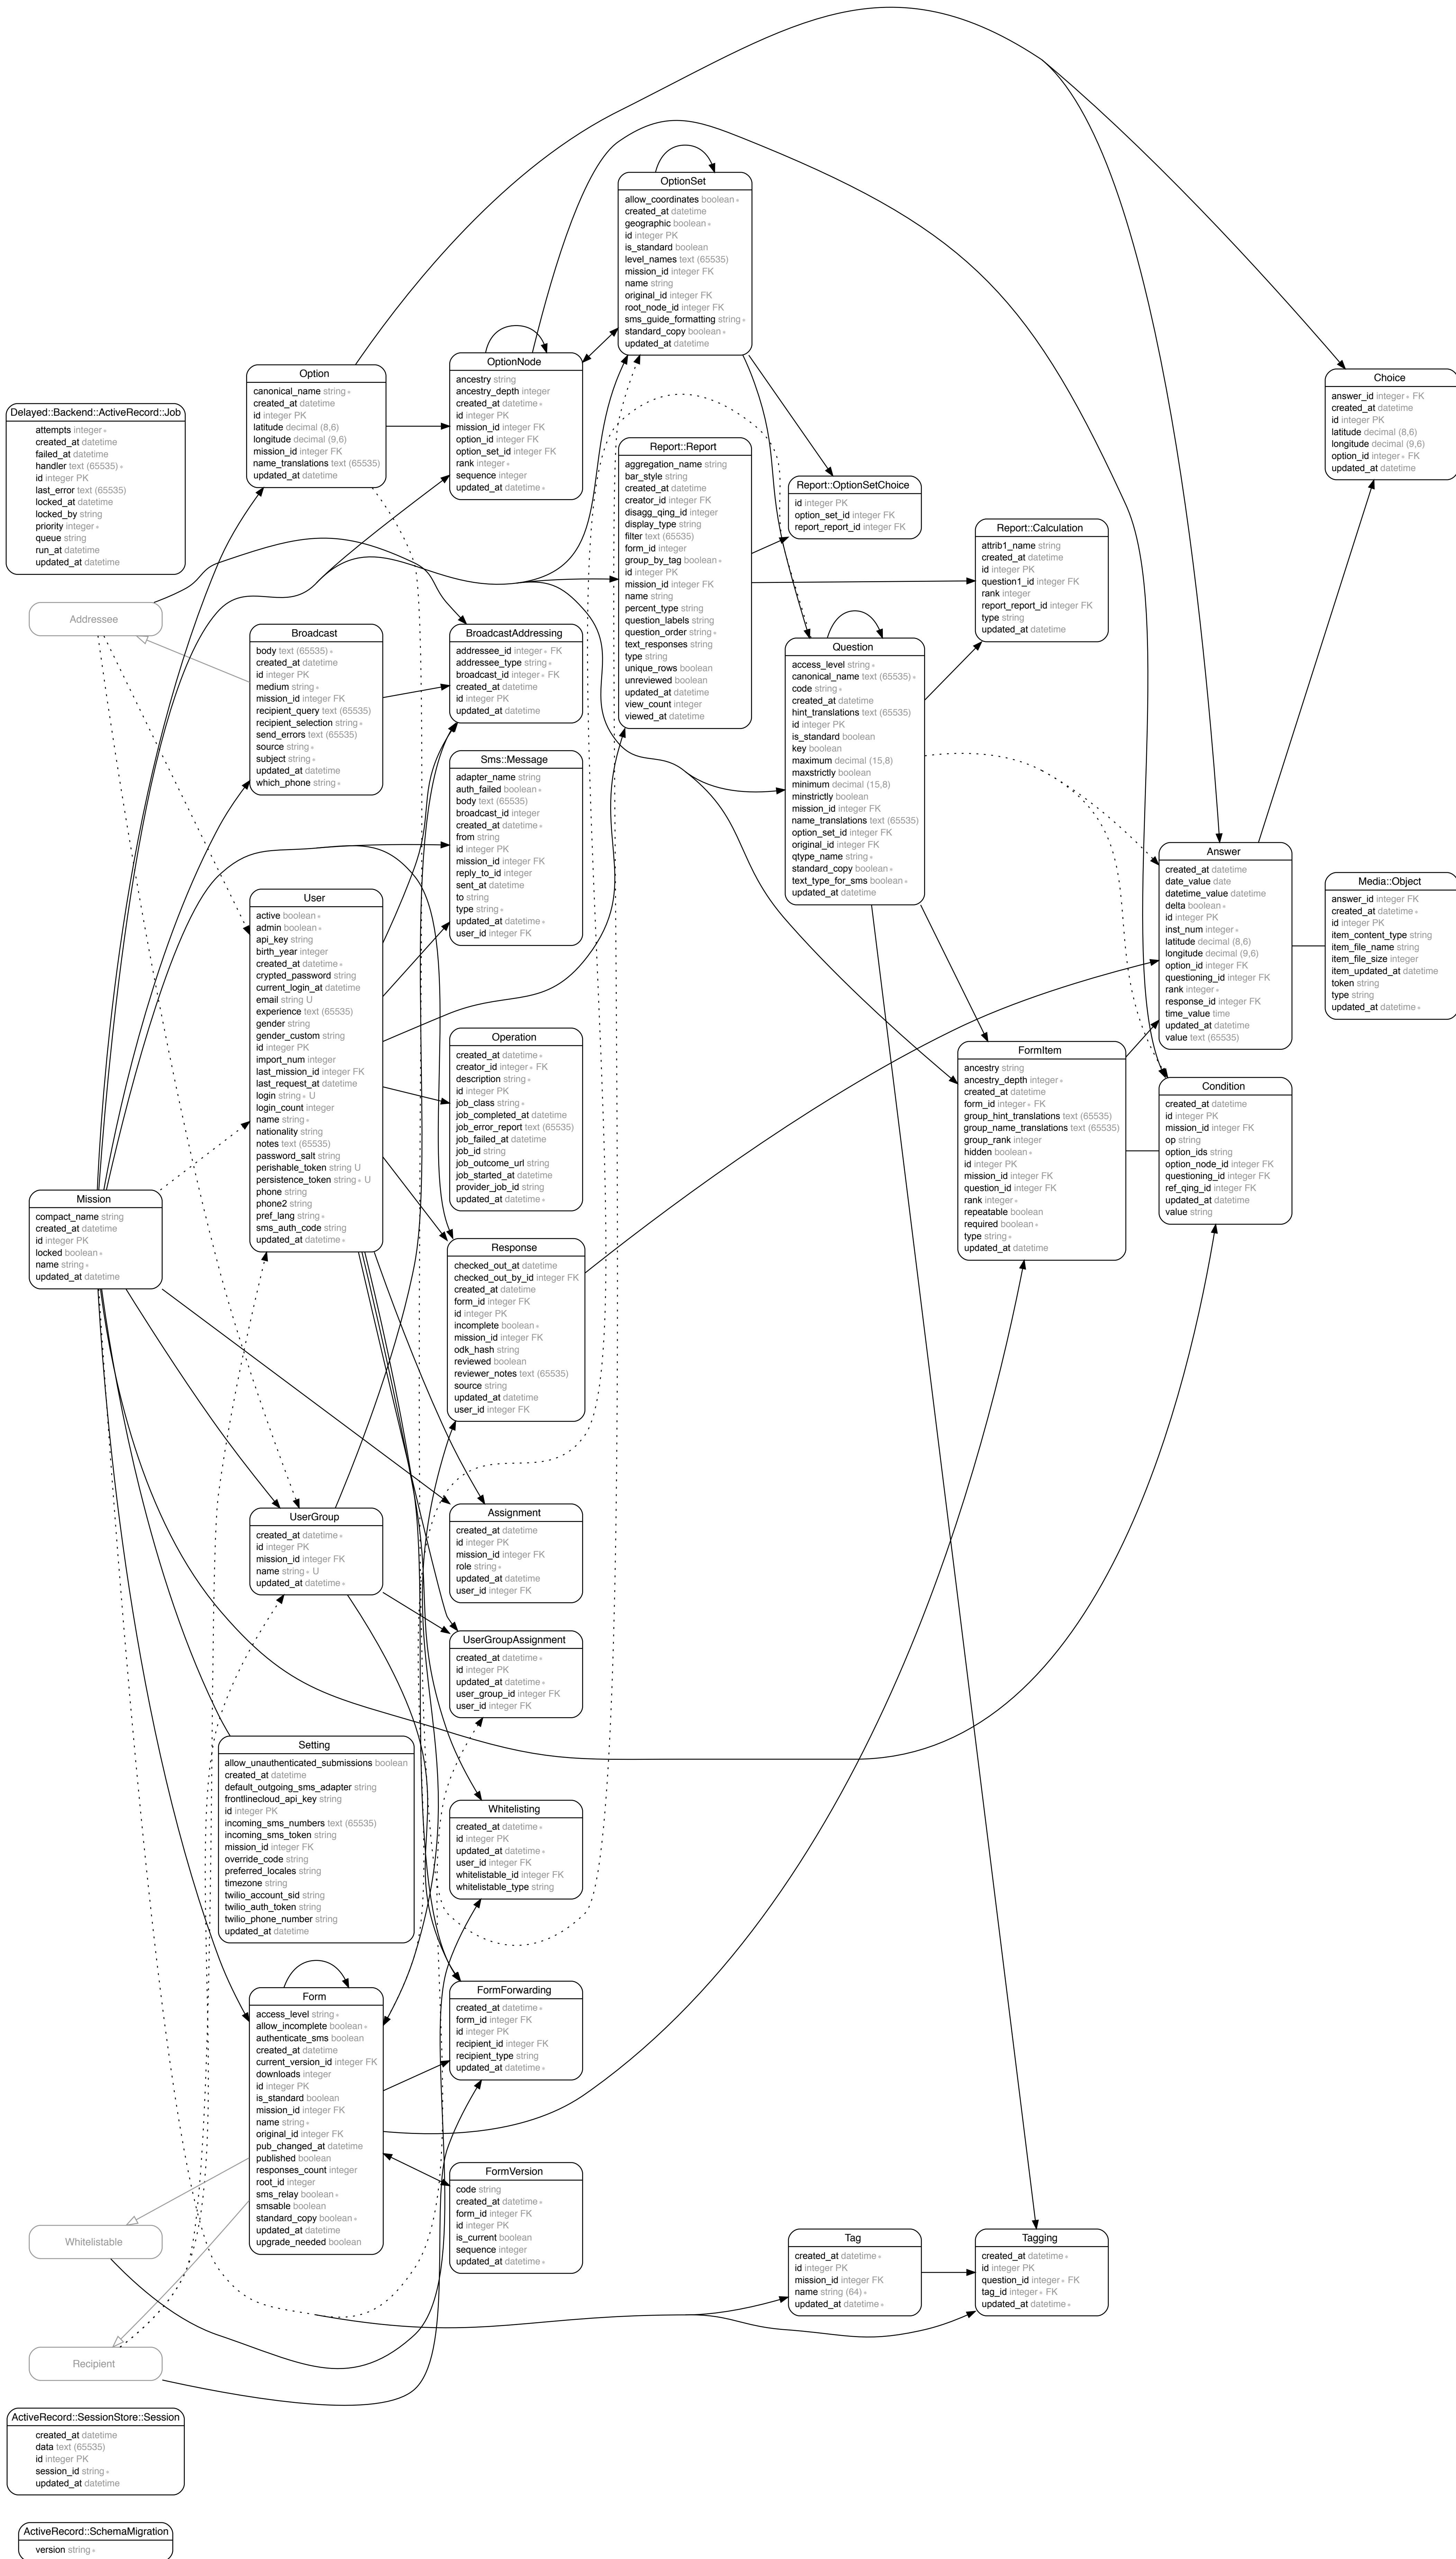 OptionSet
allow_coordinates boolean ∗
created_at datetime
geographic boolean ∗
id integer PK
is_standard boolean
level_names text (65535)
mission_id integer FK
name string
original_id integer FK
root_node_id integer FK
sms_guide_formatting string ∗
standard_copy boolean ∗
updated_at datetime
OptionNode
ancestry string
ancestry_depth integer
created_at datetime ∗
id integer PK
mission_id integer FK
option_id integer FK
option_set_id integer FK
rank integer ∗
sequence integer
updated_at datetime ∗
Option
canonical_name string ∗
created_at datetime
id integer PK
latitude decimal (8,6)
longitude decimal (9,6)
mission_id integer FK
name_translations text (65535)
updated_at datetime
Choice
answer_id integer ∗ FK
created_at datetime
id integer PK
latitude decimal (8,6)
longitude decimal (9,6)
option_id integer ∗ FK
updated_at datetime
Delayed::Backend::ActiveRecord::Job
attempts integer ∗
created_at datetime
failed_at datetime
handler text (65535) ∗
id integer PK
last_error text (65535)
locked_at datetime
locked_by string
priority integer ∗
queue string
run_at datetime
updated_at datetime
Report::Report
aggregation_name string
bar_style string
created_at datetime
creator_id integer FK
disagg_qing_id integer
display_type string
filter text (65535)
form_id integer
group_by_tag boolean ∗
id integer PK
mission_id integer FK
name string
percent_type string
question_labels string
question_order string ∗
text_responses string
type string
unique_rows boolean
unreviewed boolean
updated_at datetime
view_count integer
viewed_at datetime
Report::OptionSetChoice
id integer PK
option_set_id integer FK
report_report_id integer FK
Report::Calculation
attrib1_name string
created_at datetime
id integer PK
question1_id integer FK
rank integer
report_report_id integer FK
type string
updated_at datetime
Addressee
Broadcast
body text (65535) ∗
created_at datetime
id integer PK
medium string ∗
mission_id integer FK
recipient_query text (65535)
recipient_selection string ∗
send_errors text (65535)
source string ∗
subject string ∗
updated_at datetime
which_phone string ∗
BroadcastAddressing
addressee_id integer ∗ FK
addressee_type string ∗
broadcast_id integer ∗ FK
created_at datetime
id integer PK
updated_at datetime
Question
access_level string ∗
canonical_name text (65535) ∗
code string ∗
created_at datetime
hint_translations text (65535)
id integer PK
is_standard boolean
key boolean
maximum decimal (15,8)
maxstrictly boolean
minimum decimal (15,8)
minstrictly boolean
mission_id integer FK
name_translations text (65535)
option_set_id integer FK
original_id integer FK
qtype_name string ∗
standard_copy boolean ∗
text_type_for_sms boolean ∗
updated_at datetime
Sms::Message
adapter_name string
auth_failed boolean ∗
body text (65535)
broadcast_id integer
created_at datetime ∗
from string
id integer PK
mission_id integer FK
reply_to_id integer
sent_at datetime
to string
type string ∗
updated_at datetime ∗
user_id integer FK
Answer
created_at datetime
date_value date
datetime_value datetime
delta boolean ∗
id integer PK
inst_num integer ∗
latitude decimal (8,6)
longitude decimal (9,6)
option_id integer FK
questioning_id integer FK
rank integer ∗
response_id integer FK
time_value time
updated_at datetime
value text (65535)
Media::Object
answer_id integer FK
created_at datetime ∗
id integer PK
item_content_type string
item_file_name string
item_file_size integer
item_updated_at datetime
token string
type string
updated_at datetime ∗
User
active boolean ∗
admin boolean ∗
api_key string
birth_year integer
created_at datetime ∗
crypted_password string
current_login_at datetime
email string U
experience text (65535)
gender string
gender_custom string
id integer PK
import_num integer
last_mission_id integer FK
last_request_at datetime
login string ∗ U
login_count integer
name string ∗
nationality string
notes text (65535)
password_salt string
perishable_token string U
persistence_token string ∗ U
phone string
phone2 string
pref_lang string ∗
sms_auth_code string
updated_at datetime ∗
Operation
created_at datetime ∗
creator_id integer ∗ FK
description string ∗
id integer PK
job_class string ∗
job_completed_at datetime
job_error_report text (65535)
job_failed_at datetime
job_id string
job_outcome_url string
job_started_at datetime
provider_job_id string
updated_at datetime ∗
FormItem
ancestry string
ancestry_depth integer ∗
created_at datetime
form_id integer ∗ FK
group_hint_translations text (65535)
group_name_translations text (65535)
group_rank integer
hidden boolean ∗
id integer PK
mission_id integer FK
question_id integer FK
rank integer ∗
repeatable boolean
required boolean ∗
type string ∗
updated_at datetime
Condition
created_at datetime
id integer PK
mission_id integer FK
op string
option_ids string
option_node_id integer FK
questioning_id integer FK
ref_qing_id integer FK
updated_at datetime
value string
Mission
compact_name string
created_at datetime
id integer PK
locked boolean ∗
name string ∗
updated_at datetime
Response
checked_out_at datetime
checked_out_by_id integer FK
created_at datetime
form_id integer FK
id integer PK
incomplete boolean ∗
mission_id integer FK
odk_hash string
reviewed boolean
reviewer_notes text (65535)
source string
updated_at datetime
user_id integer FK
UserGroup
created_at datetime ∗
id integer PK
mission_id integer FK
name string ∗ U
updated_at datetime ∗
Assignment
created_at datetime
id integer PK
mission_id integer FK
role string ∗
updated_at datetime
user_id integer FK
UserGroupAssignment
created_at datetime ∗
id integer PK
updated_at datetime ∗
user_group_id integer FK
user_id integer FK
Setting
allow_unauthenticated_submissions boolean
created_at datetime
default_outgoing_sms_adapter string
frontlinecloud_api_key string
id integer PK
incoming_sms_numbers text (65535)
incoming_sms_token string
mission_id integer FK
override_code string
preferred_locales string
timezone string
twilio_account_sid string
twilio_auth_token string
twilio_phone_number string
updated_at datetime
Whitelisting
created_at datetime ∗
id integer PK
updated_at datetime ∗
user_id integer FK
whitelistable_id integer FK
whitelistable_type string
Form
access_level string ∗
allow_incomplete boolean ∗
authenticate_sms boolean
created_at datetime
current_version_id integer FK
downloads integer
id integer PK
is_standard boolean
mission_id integer FK
name string ∗
original_id integer FK
pub_changed_at datetime
published boolean
responses_count integer
root_id integer
sms_relay boolean ∗
smsable boolean
standard_copy boolean ∗
updated_at datetime
upgrade_needed boolean
FormForwarding
created_at datetime ∗
form_id integer FK
id integer PK
recipient_id integer FK
recipient_type string
updated_at datetime ∗
FormVersion
code string
created_at datetime ∗
form_id integer FK
id integer PK
is_current boolean
sequence integer
updated_at datetime ∗
Whitelistable
Tag
created_at datetime ∗
id integer PK
mission_id integer FK
name string (64) ∗
updated_at datetime ∗
Tagging
created_at datetime ∗
id integer PK
question_id integer ∗ FK
tag_id integer ∗ FK
updated_at datetime ∗
Recipient
ActiveRecord::SessionStore::Session
created_at datetime
data text (65535)
id integer PK
session_id string ∗
updated_at datetime
ActiveRecord::SchemaMigration
version string ∗